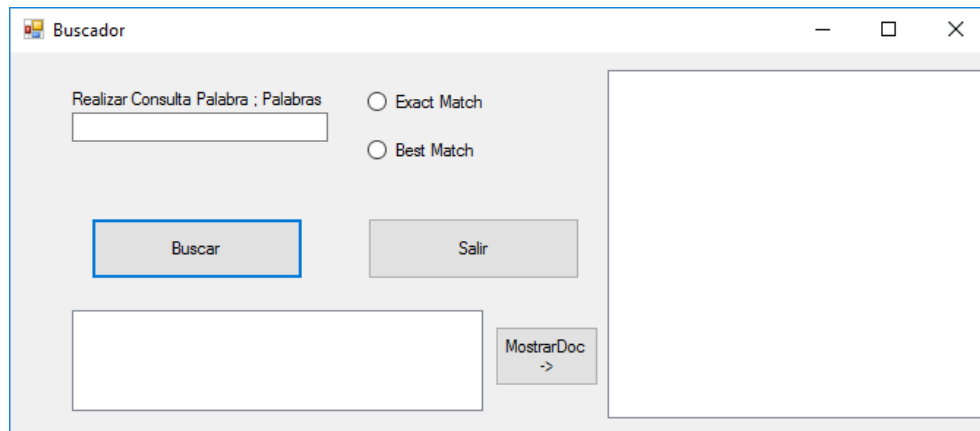 Buscador
Realizar Consulta Palabra ; Palabras
Exact Match
Best Match
Buscar
Salir
MostrarDoc
->